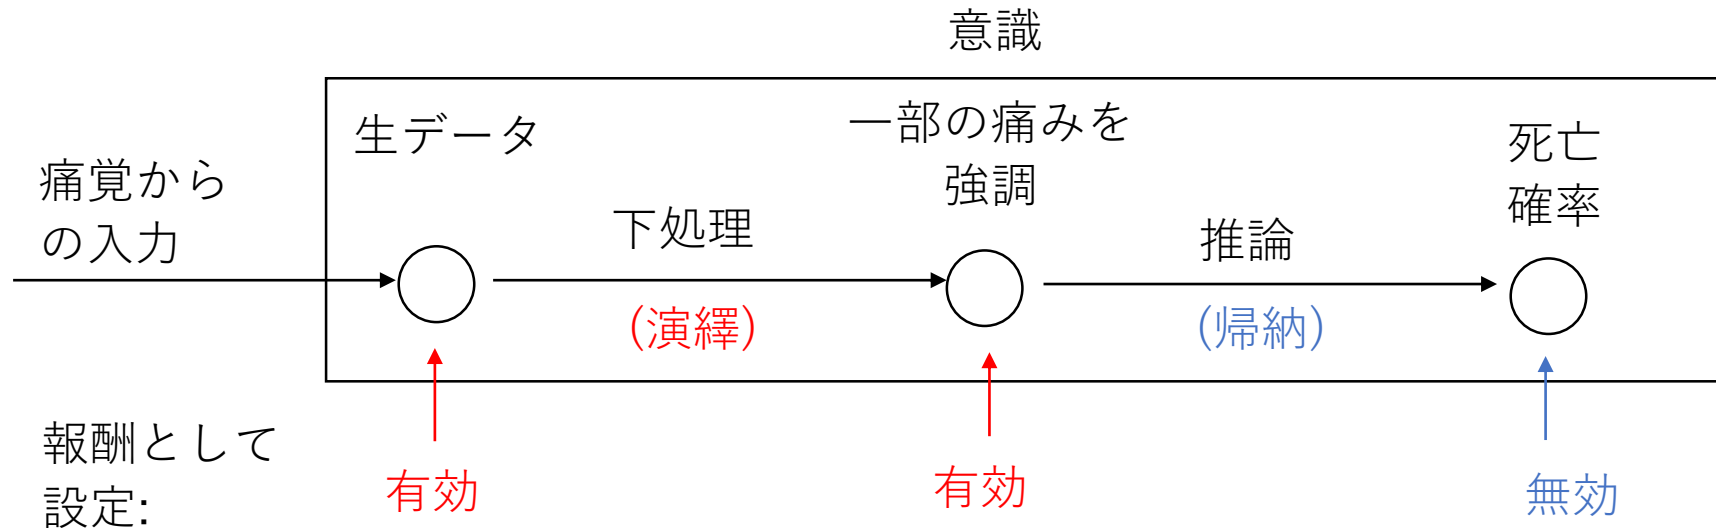 意識
生データ
一部の痛みを
強調
死亡
確率
痛覚から
の入力
下処理
(演繹)
推論
(帰納)
報酬として
設定:
有効
有効
無効